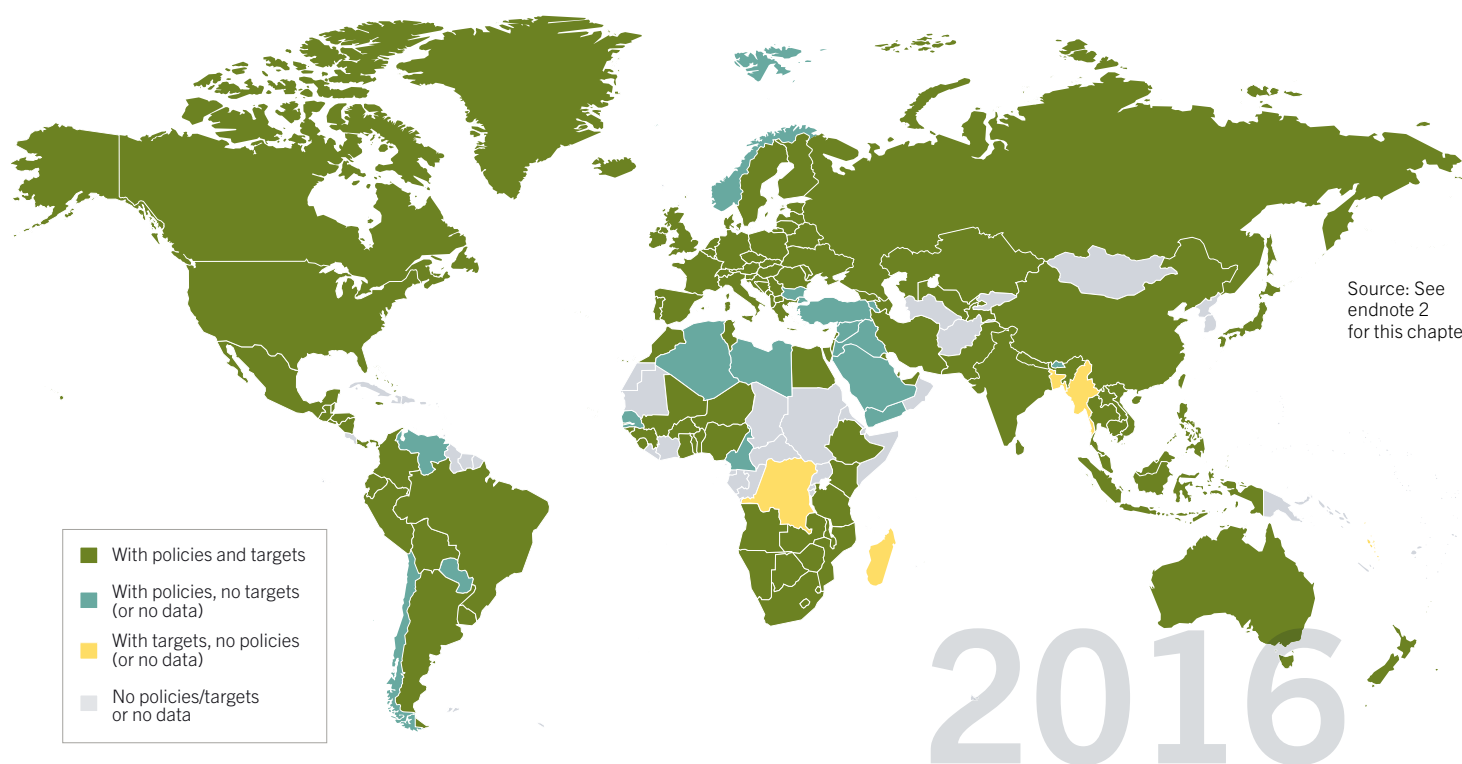 Source: See
endnote 2
for this chapte
With policies and targets
With policies, no targets
(or no data)
With targets, no policies
(or no data)
No policies/targets
or no data
2016